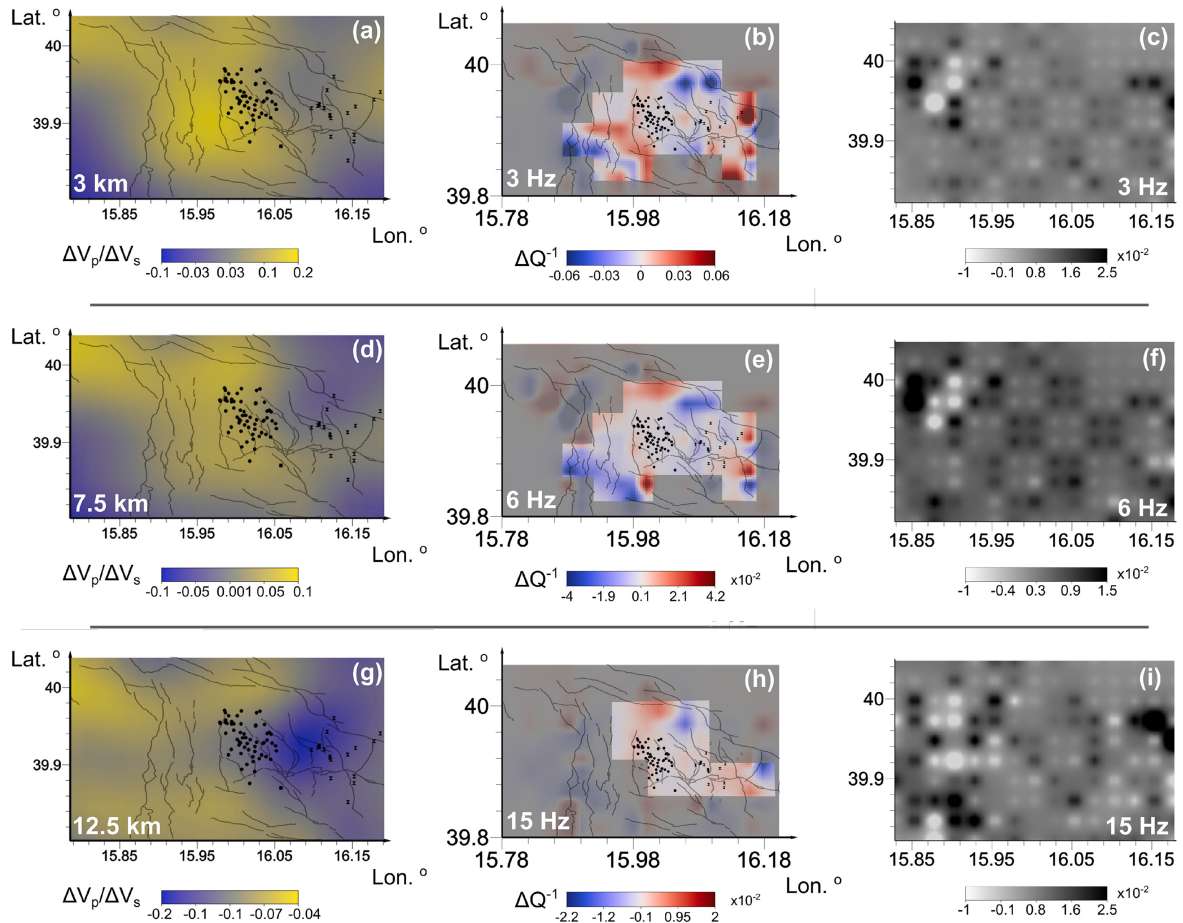 Lat. o
(a)
40
39.9
3 km
15.85 15.95 16.05 16.15
Lon. o
ΔVp/ΔVs
-0.1 -0.03 0.03 0.1 0.2
(b)
40
39.8
3 Hz
15.78 15.98 16.18
Lon. o
ΔQ-1
-0.06 -0.03 0 0.03 0.06
(c)
40
39.9
3 Hz
15.85 15.95 16.05 16.15
x10-2
-1 -0.1 0.8 1.6 2.5
Lat. o
(d)
40
39.9
7.5 km
15.85 15.95 16.05 16.15
Lon. o
ΔVp/ΔVs
-0.1 -0.05 0.001 0.05 0.1
Lat. o
(e)
40
39.8
6 Hz
15.78 15.98 16.18
Lon. o
ΔQ-1
x10-2
-4 -1.9 0.1 2.1 4.2
(f)
40
39.9
6 Hz
15.85 15.95 16.05 16.15
x10-2
-1 -0.4 0.3 0.9 1.5
Lat. o
(g)
40
39.9
12.5 km
15.85 15.95 16.05 16.15
Lon. o
ΔVp/ΔVs
-0.2 -0.1 -0.1 -0.07 -0.04
Lat. o
(h)
40
39.8
15 Hz
15.78 15.98 16.18
Lon. o
ΔQ-1
x10-2
-2.2 -1.2 -0.1 0.95 2
(i)
40
39.9
15 Hz
15.85 15.95 16.05 16.15
x10-2
-1 -0.1 0.8 1.6 2.5